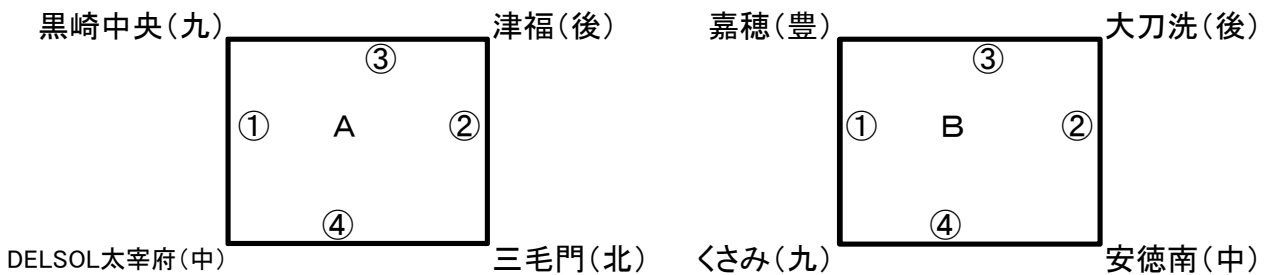 黒崎中央(九) 津福(後) 嘉穂(豊) 大刀洗(後)
③ ③
① A ② ① B ②
④ ④
DELSOL太宰府(中) 三毛門(北) くさみ(九) 安徳南(中)